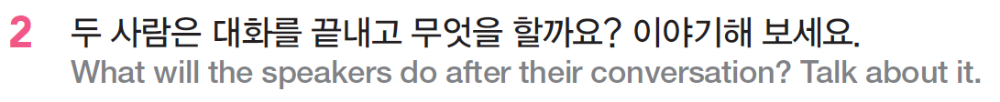 2 두 사람은 대화를 끝내고 무엇을 할까요? 이야기해 보세요.
What will the speakers do after their conversation? Talk about it.